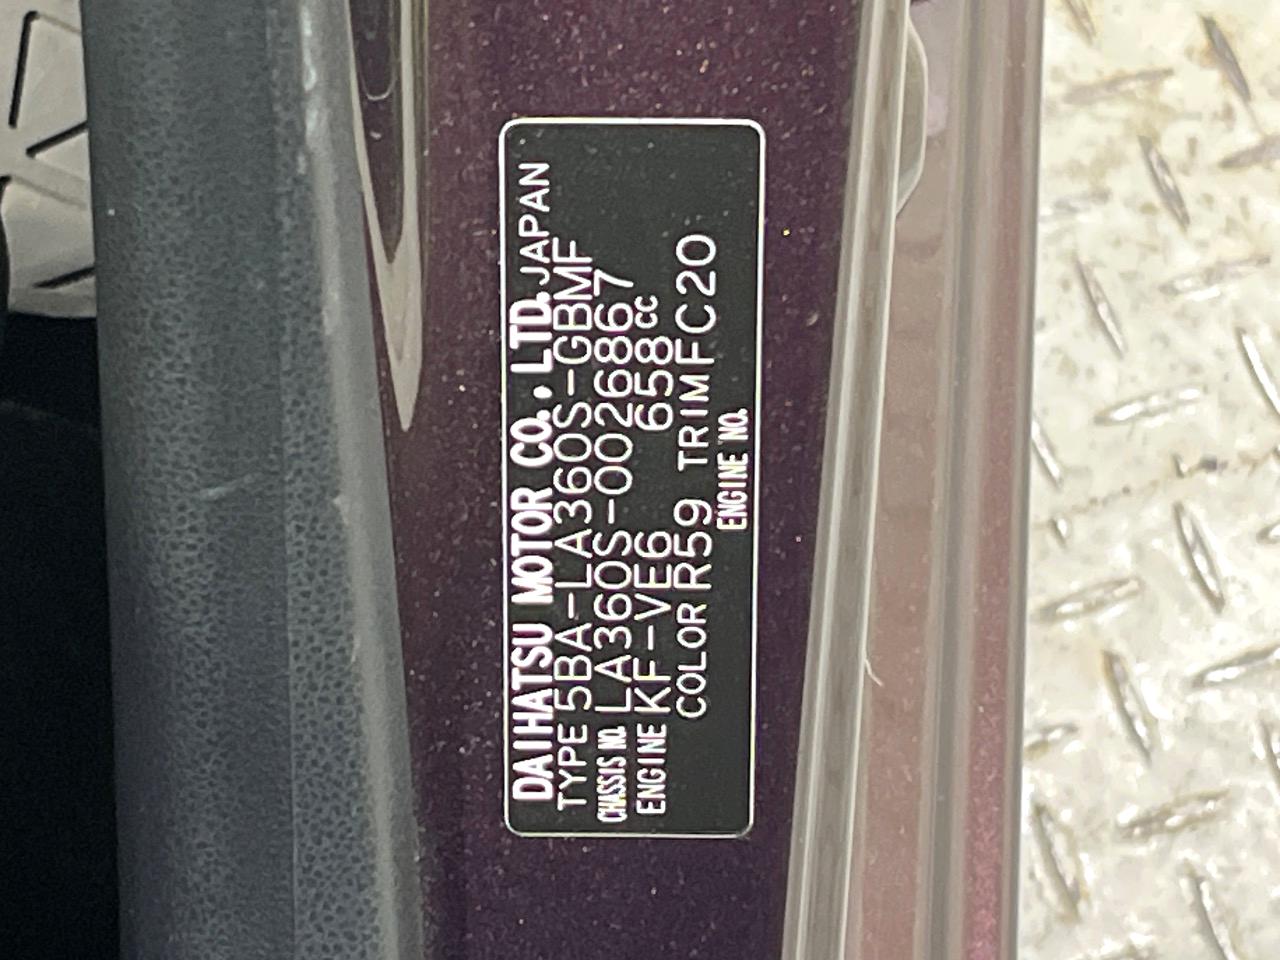 DAIHATSU MOTOR CO., LTD. JAPAN
TYPE 5BA-LA360S-GBMF
CHASSIS NO. LA360S-0026867
ENGINE KF-VE6 658cc
COLOR R59 TRIM FC20
ENGINE NO.